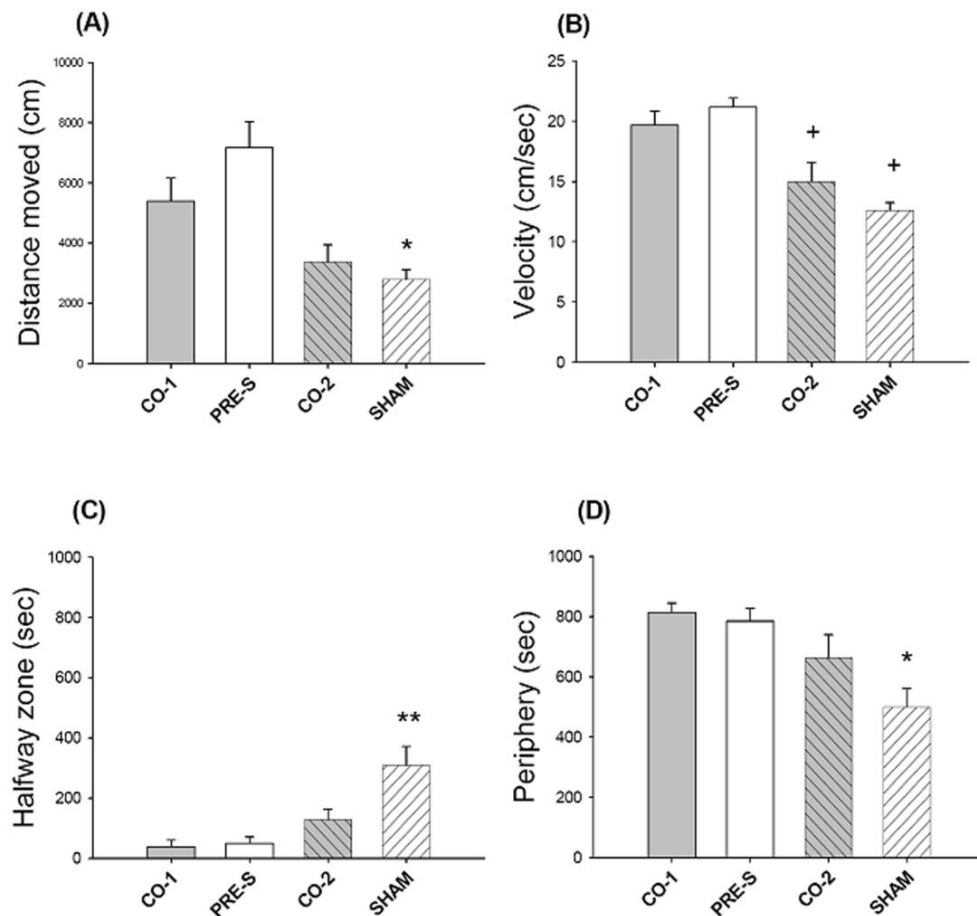 (A)
Distance moved (cm)
10000
8000
6000
4000
2000
0
*
CO-1
PRE-S
CO-2
SHAM
(B)
Velocity (cm/sec)
25
20
15
10
5
0
+
+
CO-1
PRE-S
CO-2
SHAM
(C)
Halfway zone (sec)
1000
800
600
400
200
0
**
CO-1
PRE-S
CO-2
SHAM
(D)
Periphery (sec)
1000
800
600
400
200
0
*
CO-1
PRE-S
CO-2
SHAM